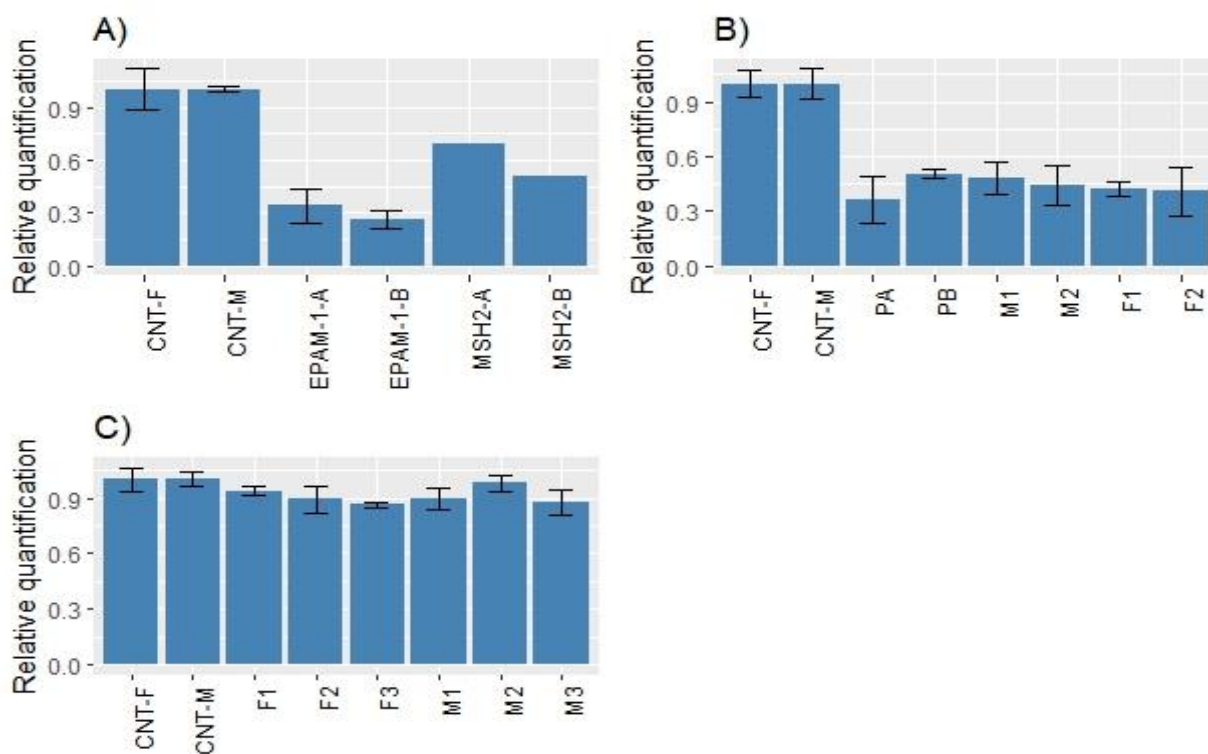 A)
Relative quantification
0.9
0.6
0.3
0.0
CNT-F
CNT-M
EPAM-1-A
EPAM-1-B
MSH2-A
MSH2-B
B)
Relative quantification
0.9
0.6
0.3
0.0
CNT-F
CNT-M
PA
PB
M1
M2
F1
F2
C)
Relative quantification
0.9
0.6
0.3
0.0
CNT-F
CNT-M
F1
F2
F3
M1
M2
M3